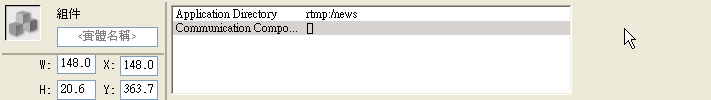 組件
<實體名稱>
W: 148.0 X: 148.0
H: 20.6 Y: 363.7
Application Directory rtmp:/news
Communication Compo... []